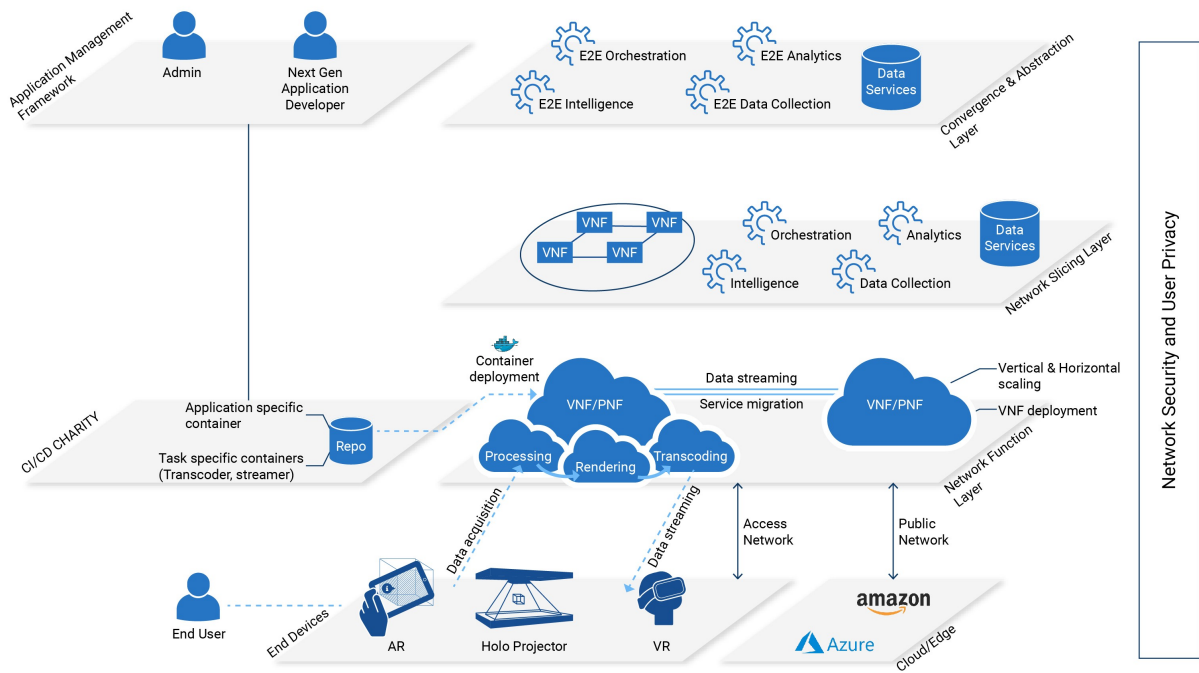 Application Management
Framework
Admin
Next Gen
Application
Developer
E2E Orchestration
E2E Analytics
E2E Intelligence
E2E Data Collection
Data
Services
Convergence & Abstraction
Layer
VNF
VNF
VNF
VNF
Orchestration
Analytics
Intelligence
Data Collection
Data
Services
Network Slicing Layer
Network Security and User Privacy
CI/CD CHARITY
Application specific
container
Task specific containers
(Transcoder, streamer)
Repo
Container
deployment
VNF/PNF
Processing
Rendering
Transcoding
Data streaming
Service migration
VNF/PNF
Vertical & Horizontal
scaling
VNF deployment
Network Function
Layer
Data acquisition
Data streaming
Access
Network
Public
Network
End User
End Devices
i
AR
Holo Projector
VR
amazon
Azure
Cloud/Edge